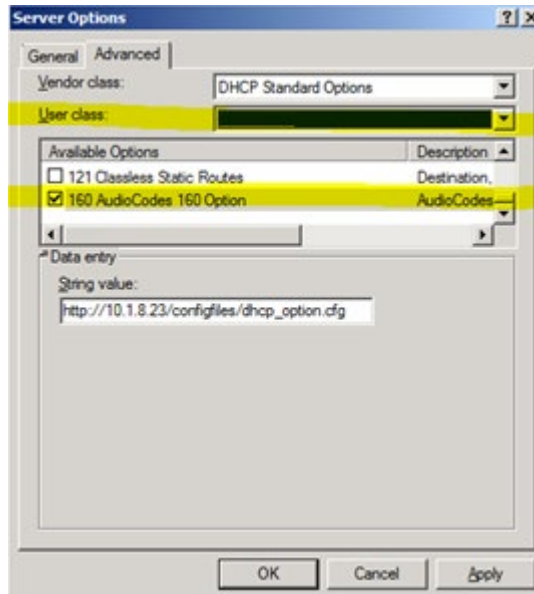 Server Options
General Advanced
Vendor class: DHCP Standard Options
User class:
Available Options Description
121 Classless Static Routes Destination,
160 AudioCodes 160 Option AudioCodes
Data entry
String value:
http://10.1.8.23/configfiles/dhcp_option.cfg
OK Cancel Apply